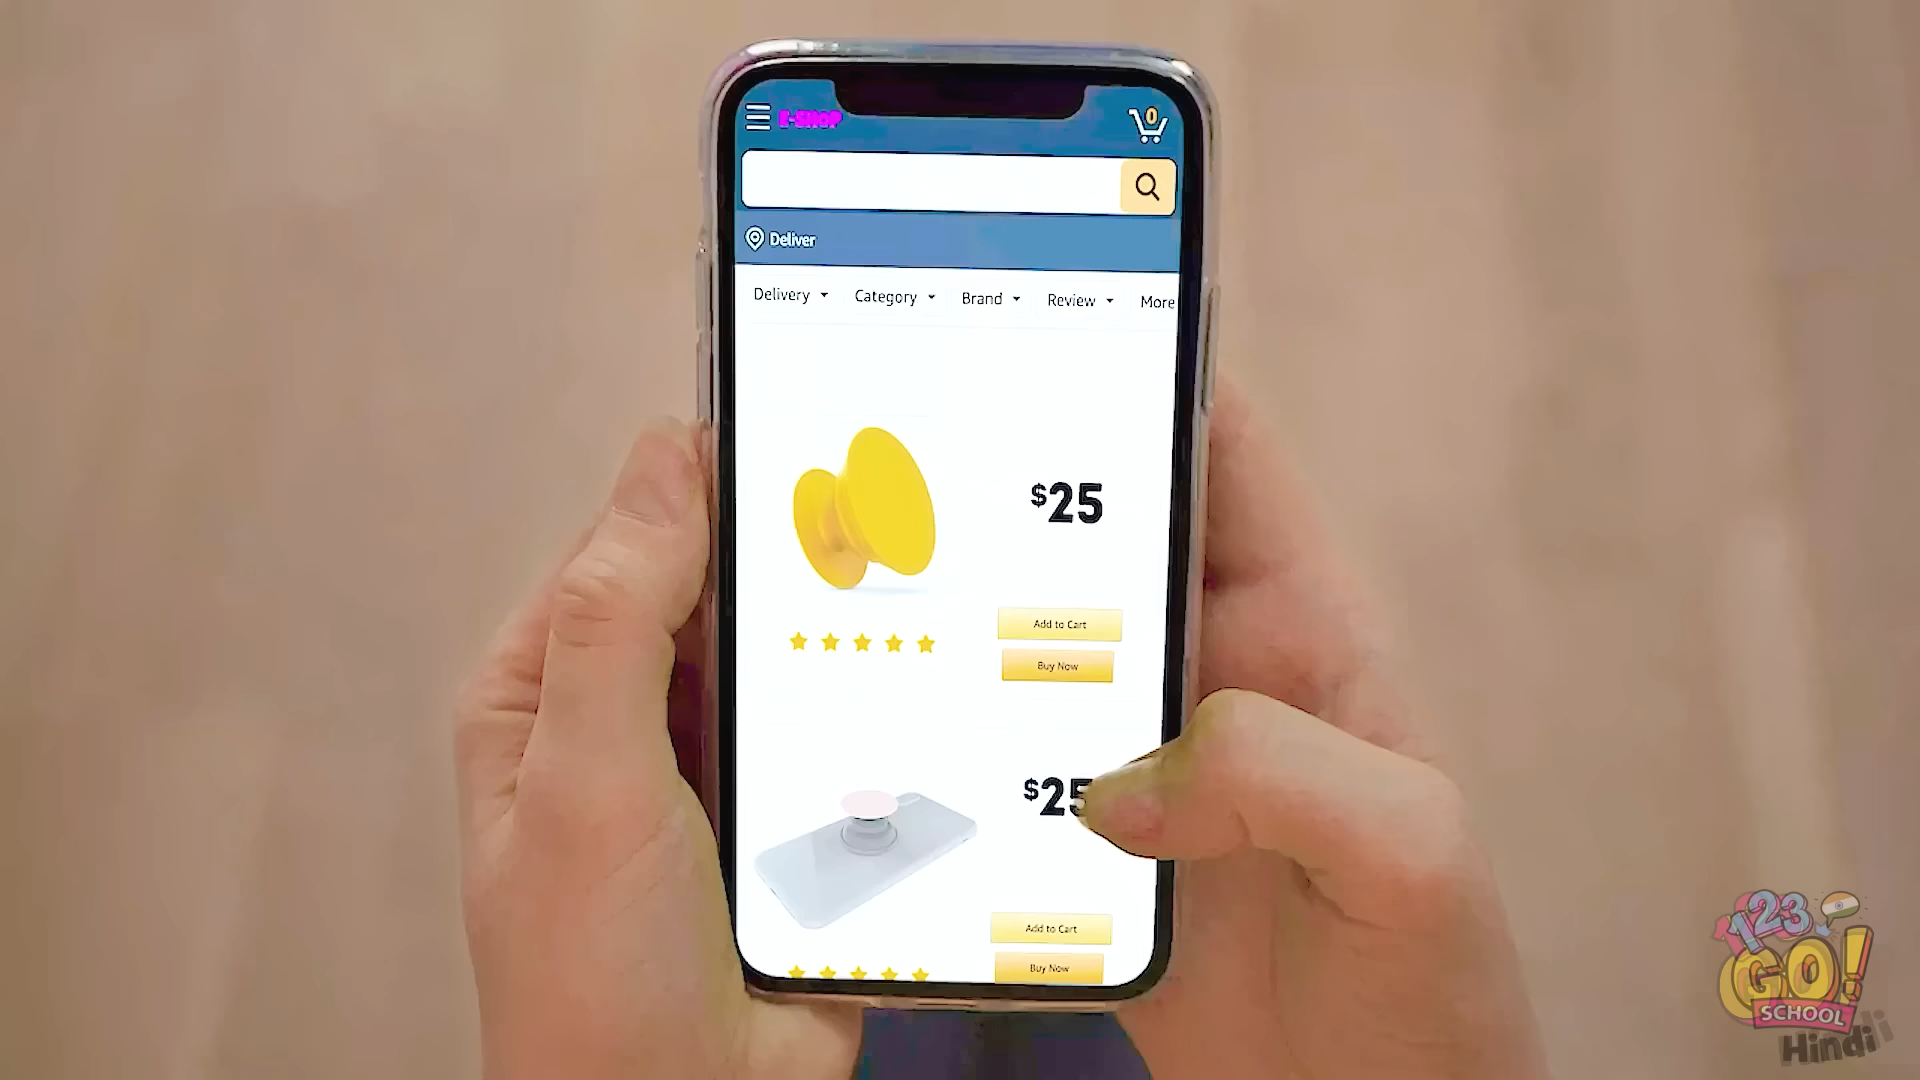 E-SHOP
0
Deliver
Delivery Category Brand Review More
$25
Add to Cart
Buy Now
$25
Add to Cart
Buy Now
123
GO!
SCHOOL
Hindi